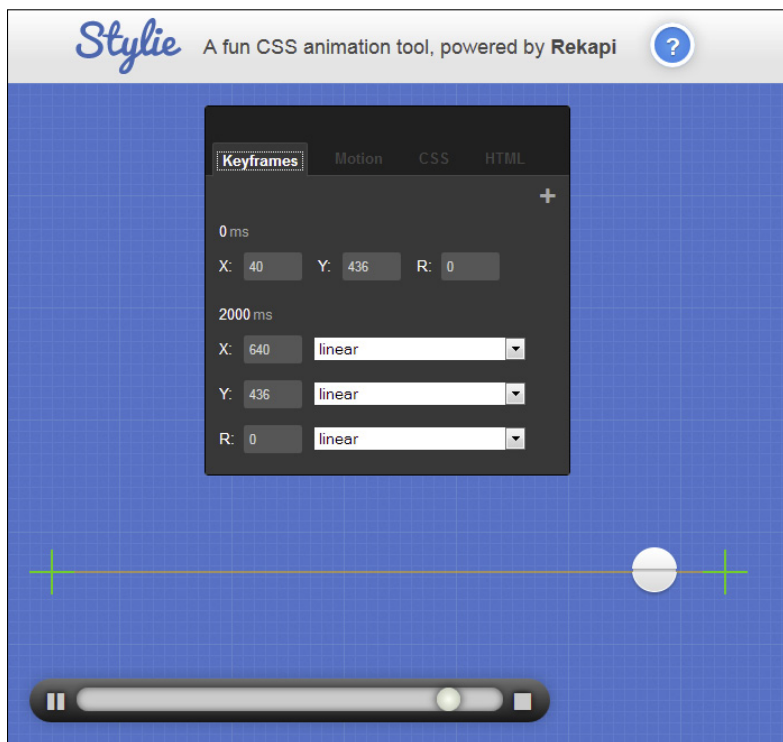 Stylie A fun CSS animation tool, powered by Rekapi ?
Keyframes Motion CSS HTML
+
0 ms
X: 40 Y: 436 R: 0
2000 ms
X: 640 linear
Y: 436 linear
R: 0 linear